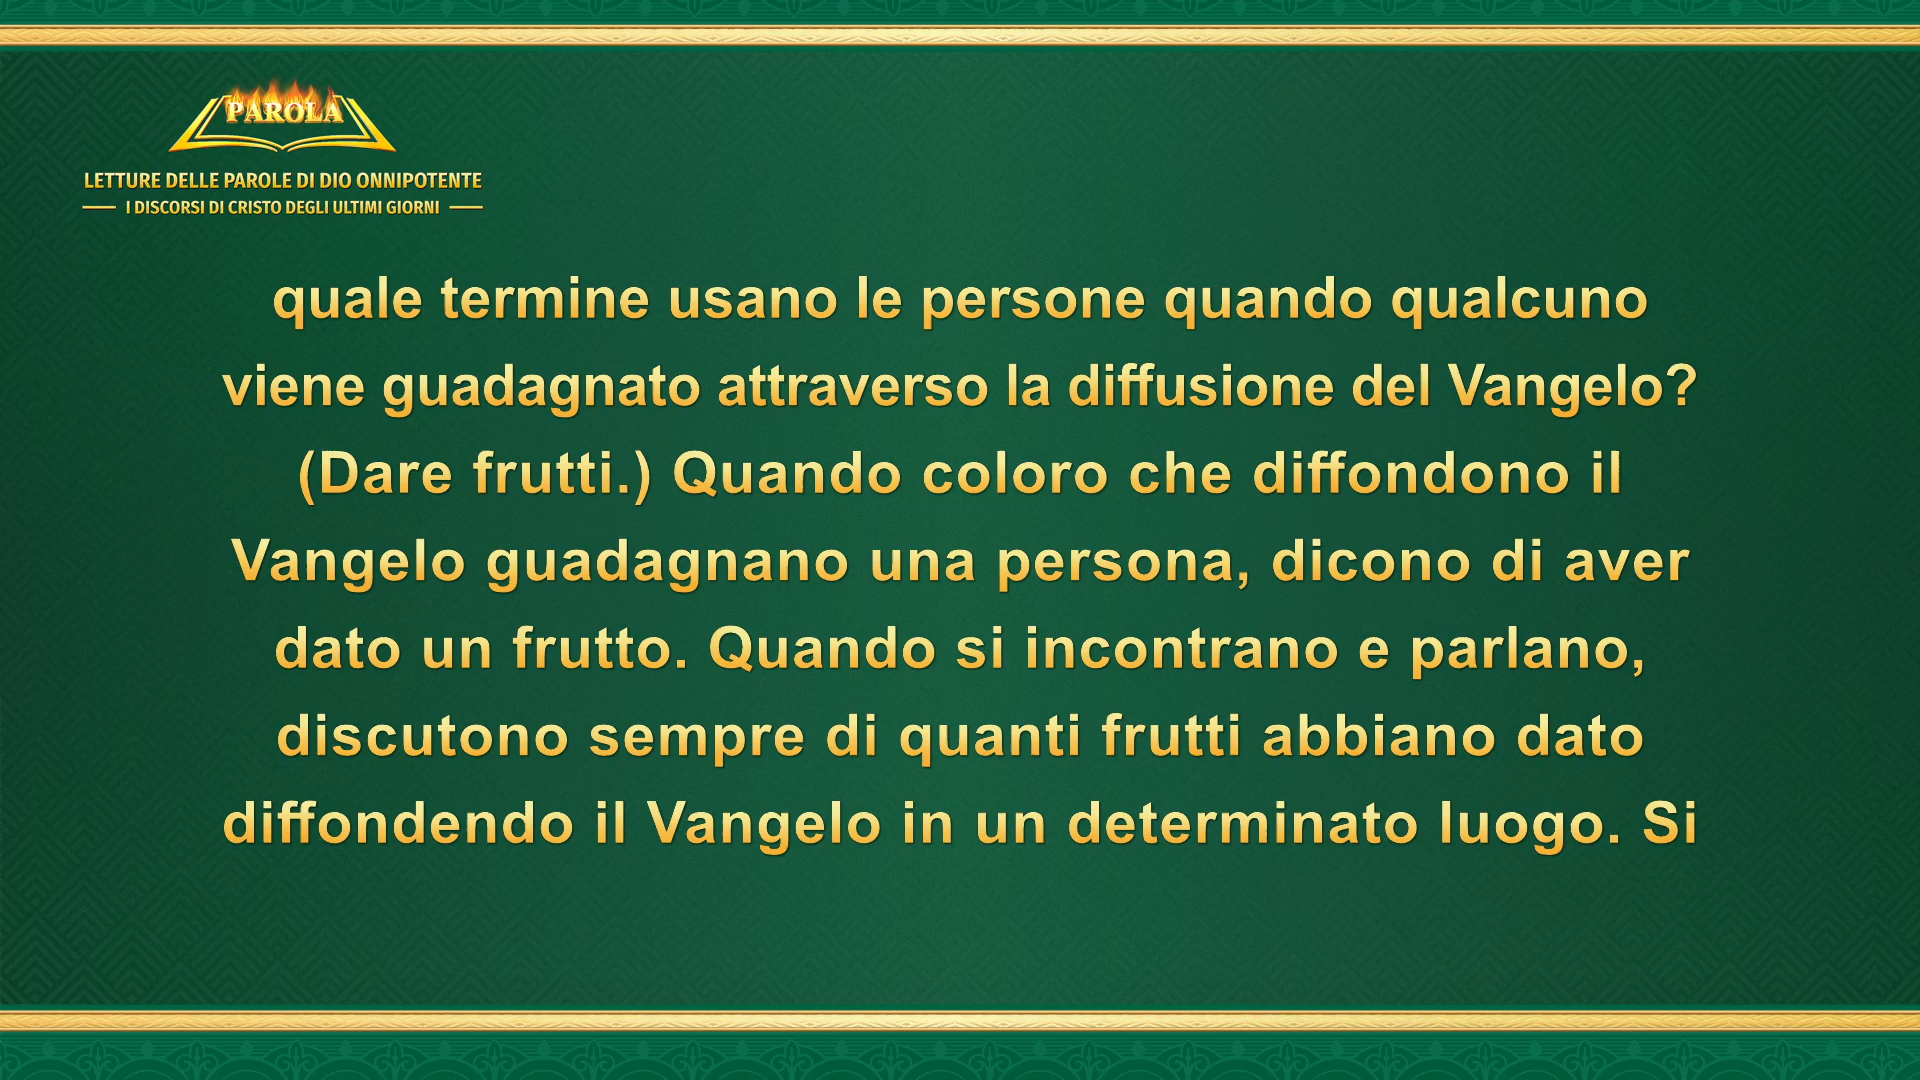 PAROLA
LETTURE DELLE PAROLE DI DIO ONNIPOTENTE
I DISCORSI DI CRISTO DEGLI ULTIMI GIORNI
quale termine usano le persone quando qualcuno
viene guadagnato attraverso la diffusione del Vangelo?
(Dare frutti.) Quando coloro che diffondono il
Vangelo guadagnano una persona, dicono di aver
dato un frutto. Quando si incontrano e parlano,
discutono sempre di quanti frutti abbiano dato
diffondendo il Vangelo in un determinato luogo. Si